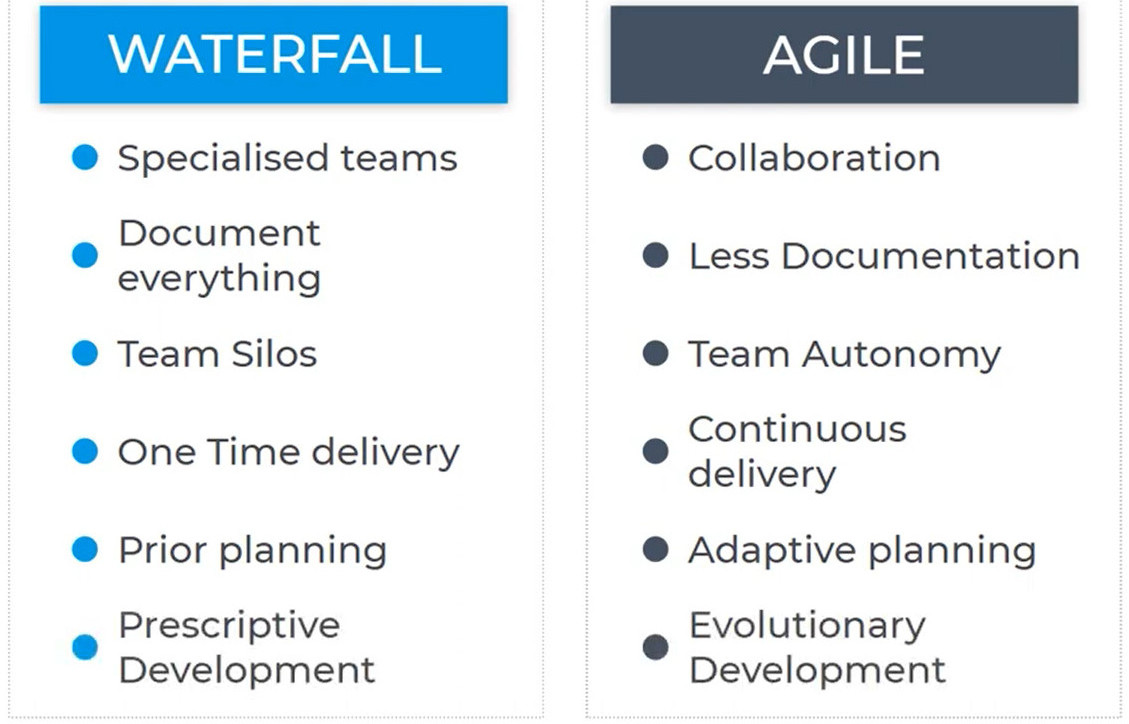 WATERFALL
Specialised teams
Document
everything
Team Silos
One Time delivery
Prior planning
Prescriptive
Development
AGILE
Collaboration
Less Documentation
Team Autonomy
Continuous
delivery
Adaptive planning
Evolutionary
Development